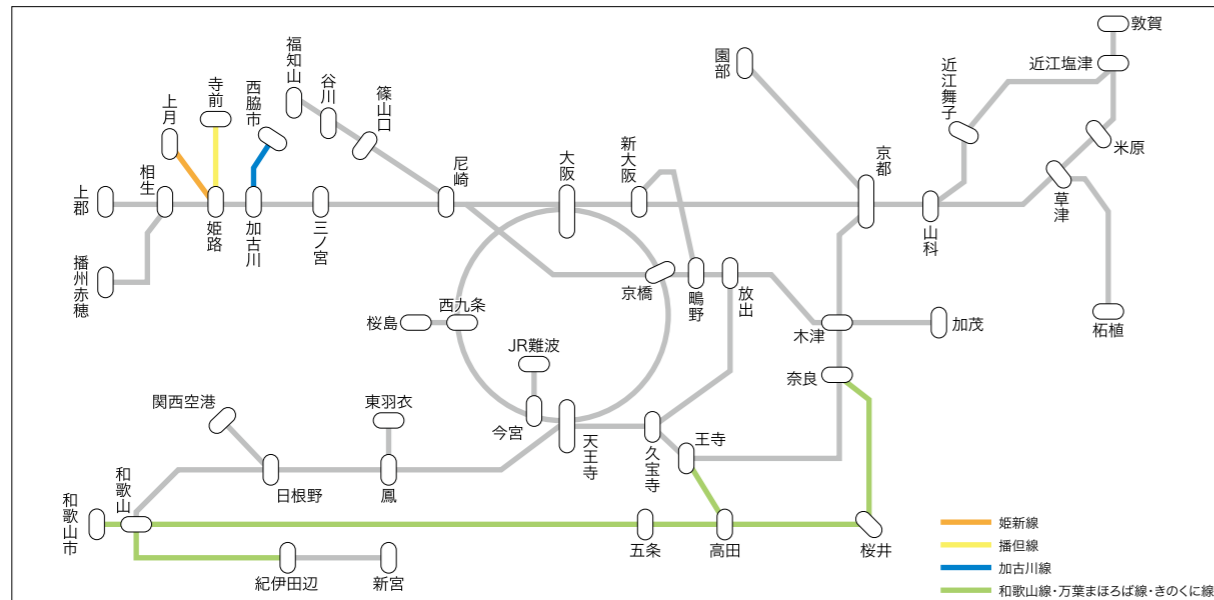 敦賀
近江塩津
園部
近江舞子
米原
福知山
谷川
篠山口
寺前
上月
西脇市
相生
上郡
姫路
加古川
三ノ宮
尼崎
大阪
新大阪
京都
山科
草津
播州赤穂
京橋
鴫野
放出
西九条
桜島
木津
加茂
柘植
JR難波
奈良
関西空港
東羽衣
今宮
天王寺
久宝寺
王寺
和歌山
日根野
鳳
和歌山市
五条
高田
桜井
紀伊田辺
新宮
姫新線
播但線
加古川線
和歌山線・万葉まほろば線・きのくに線